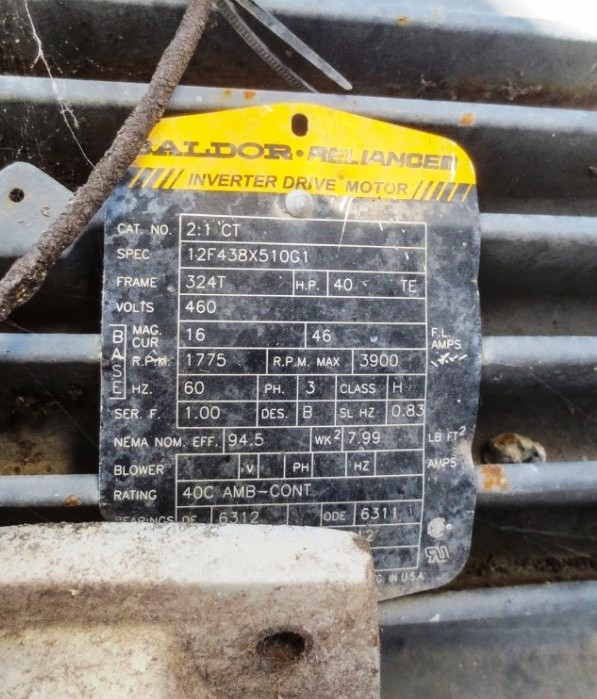 BALDOR · RELIANCE
INVERTER DRIVE MOTOR
CAT. NO. 2:1 CT
SPEC 12F438X510G1
FRAME 324T H.P. 40 TE
VOLTS 460
BASE
MAG. CUR 16 46 F.L. AMPS
R.P.M. 1775 R.P.M. MAX 3900
HZ. 60 PH. 3 CLASS H
SER. F. 1.00 DES. B SL HZ 0.83
NEMA NOM. EFF. 94.5 WK² 7.99 LB FT²
BLOWER V PH HZ AMPS
RATING 40C AMB-CONT
BEARINGS DE 6312 ODE 6311
G IN U.S.A.